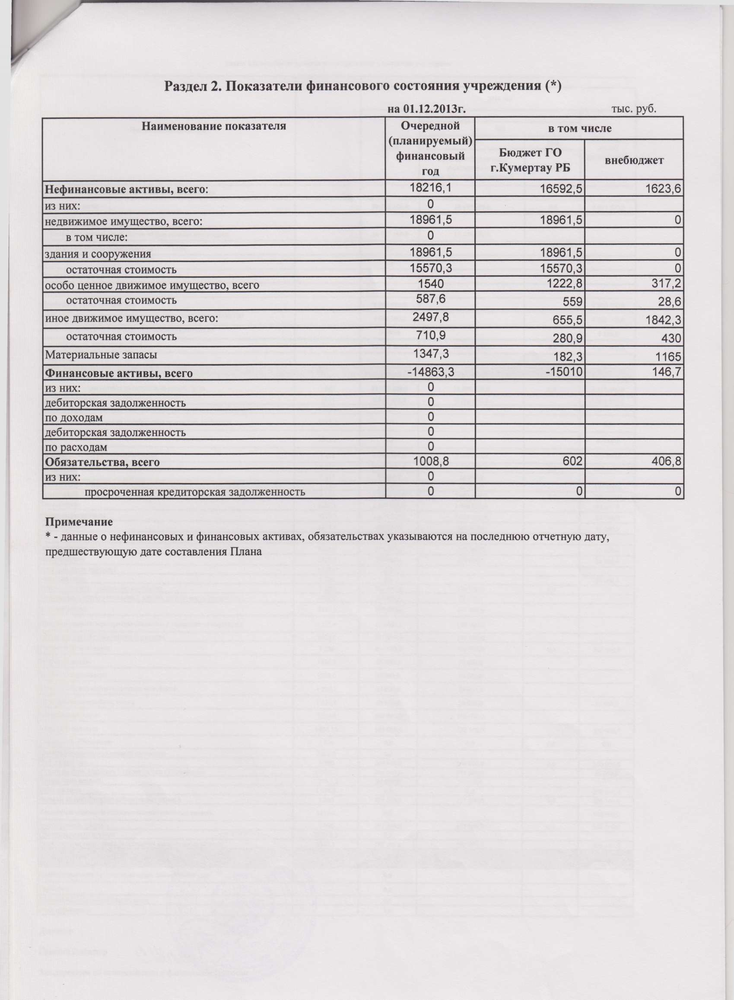 Раздел 2. Показатели финансового состояния учреждения (*)
на 01.12.2013г. тыс. руб.
Наименование показателя Очередной (планируемый) финансовый год в том числе
Бюджет ГО г.Кумертау РБ внебюджет
Нефинансовые активы, всего: 18216,1 16592,5 1623,6
из них: 0
недвижимое имущество, всего: 18961,5 18961,5 0
в том числе: 0
здания и сооружения 18961,5 18961,5 0
остаточная стоимость 15570,3 15570,3 0
особо ценное движимое имущество, всего 1540 1222,8 317,2
остаточная стоимость 587,6 559 28,6
иное движимое имущество, всего: 2497,8 655,5 1842,3
остаточная стоимость 710,9 280,9 430
Материальные запасы 1347,3 182,3 1165
Финансовые активы, всего -14863,3 -15010 146,7
из них: 0
дебиторская задолженность 0
по доходам 0
дебиторская задолженность 0
по расходам 0
Обязательства, всего 1008,8 602 406,8
из них: 0
просроченная кредиторская задолженность 0 0 0
Примечание
* - данные о нефинансовых и финансовых активах, обязательствах указываются на последнюю отчетную дату,
предшествующую дате составления Плана